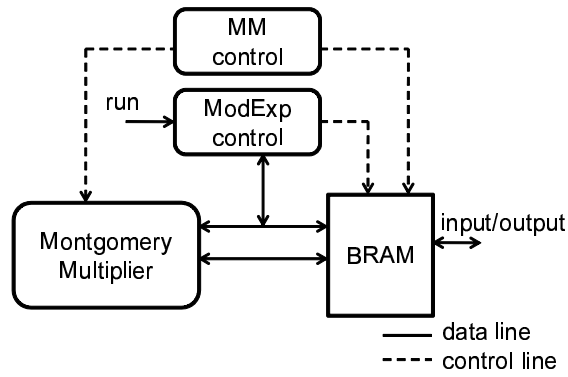 MM
control
run
ModExp
control
Montgomery
Multiplier
BRAM
input/output
data line
control line